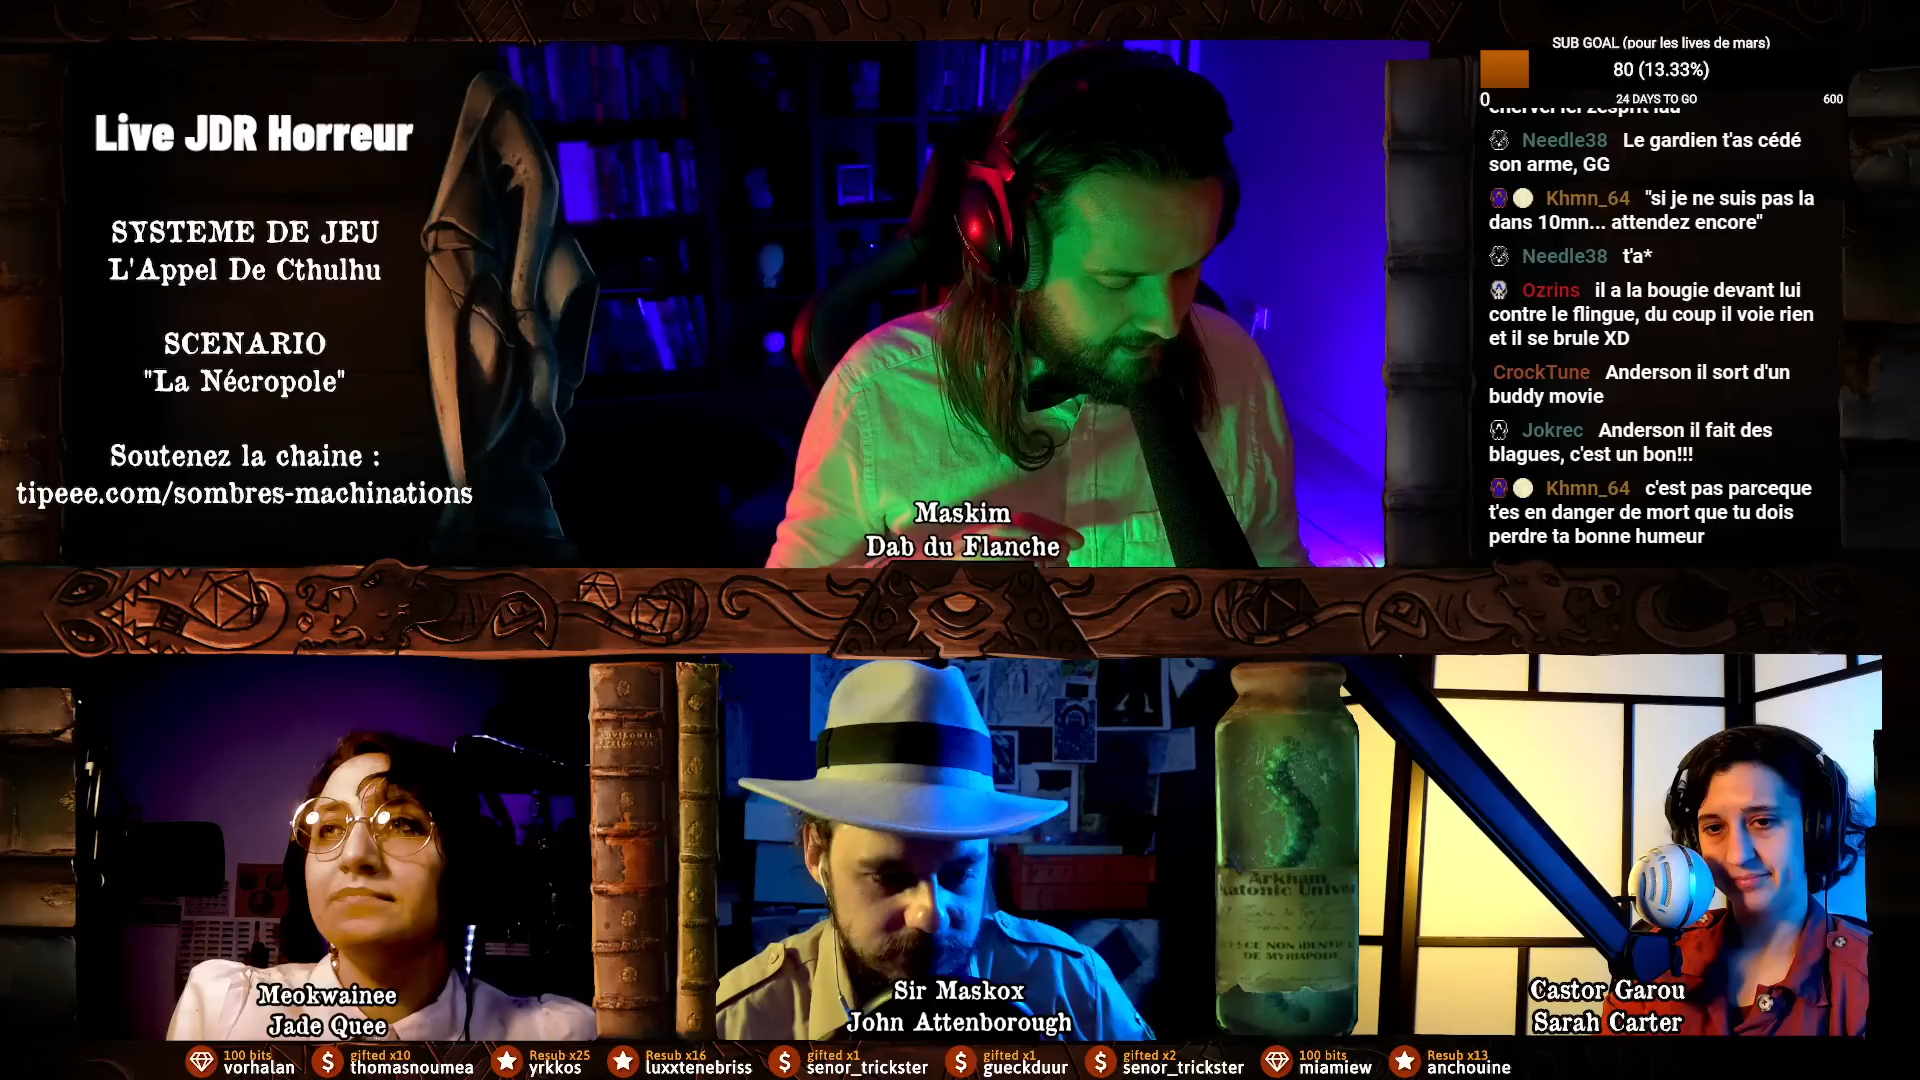 Live JDR Horreur
SYSTEME DE JEU
L'Appel De Cthulhu
SCENARIO
"La Nécropole"
Soutenez la chaine :
tipeee.com/sombres-machinations
Maskim
Dab du Flanche
SUB GOAL (pour les lives de mars)
80 (13.33%)
0 24 DAYS TO GO 600
Needle38 Le gardien t'as cédé
son arme, GG
Khmn_64 "si je ne suis pas la
dans 10mn... attendez encore"
Needle38 t'a*
Ozrins il a la bougie devant lui
contre le flingue, du coup il voie rien
et il se brule XD
CrockTune Anderson il sort d'un
buddy movie
Jokrec Anderson il fait des
blagues, c'est un bon!!!
Khmn_64 c'est pas parceque
t'es en danger de mort que tu dois
perdre ta bonne humeur
Meokwainee
Jade Quee
Sir Maskox
John Attenborough
Arkham
katonic Univer
DE MYRIAPODE
Castor Garou
Sarah Carter
100 bits
vorhalan
gifted x10
thomasnoumea
Resub x25
yrkkos
Resub x16
luxxtenebriss
gifted x1
senor_trickster
gifted x1
gueckduur
gifted x2
senor_trickster
100 bits
miamiew
Resub x13
anchouine